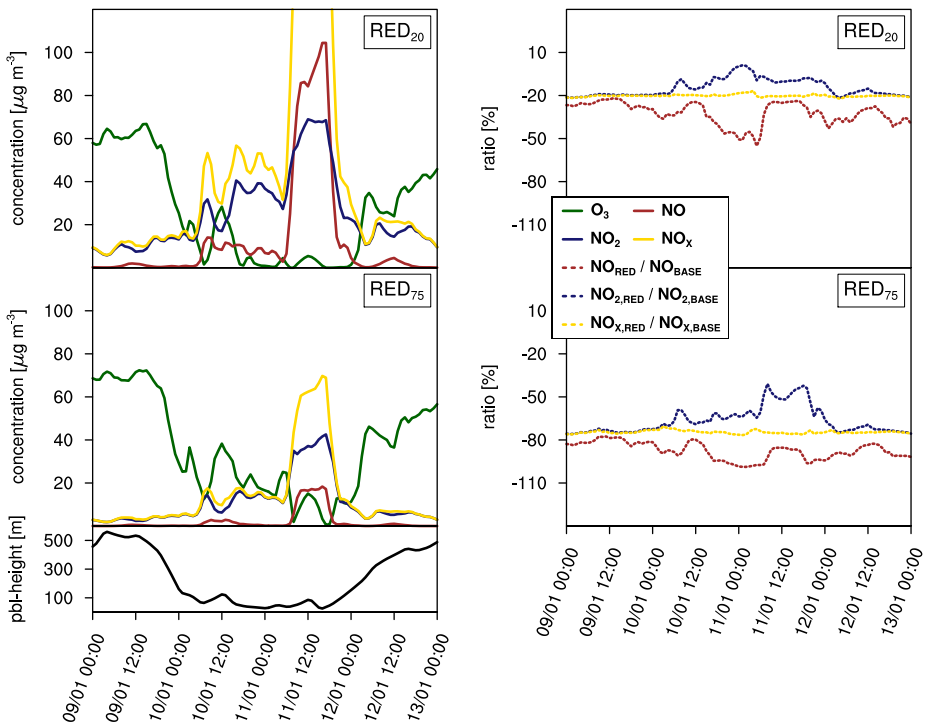 RED20
concentration [μg m-3]
100
80
60
40
20
RED75
concentration [μg m-3]
100
80
60
40
20
pbl-height [m]
500
300
100
09/01 00:00
09/01 12:00
10/01 00:00
10/01 12:00
11/01 00:00
11/01 12:00
12/01 00:00
12/01 12:00
13/01 00:00
RED20
ratio [%]
10
-20
-50
-80
-110
O3 NO
NO2 NOX
NORED / NOBASE
NO2,RED / NO2,BASE
NOX,RED / NOX,BASE
RED75
ratio [%]
10
-20
-50
-80
-110
09/01 00:00
09/01 12:00
10/01 00:00
10/01 12:00
11/01 00:00
11/01 12:00
12/01 00:00
12/01 12:00
13/01 00:00